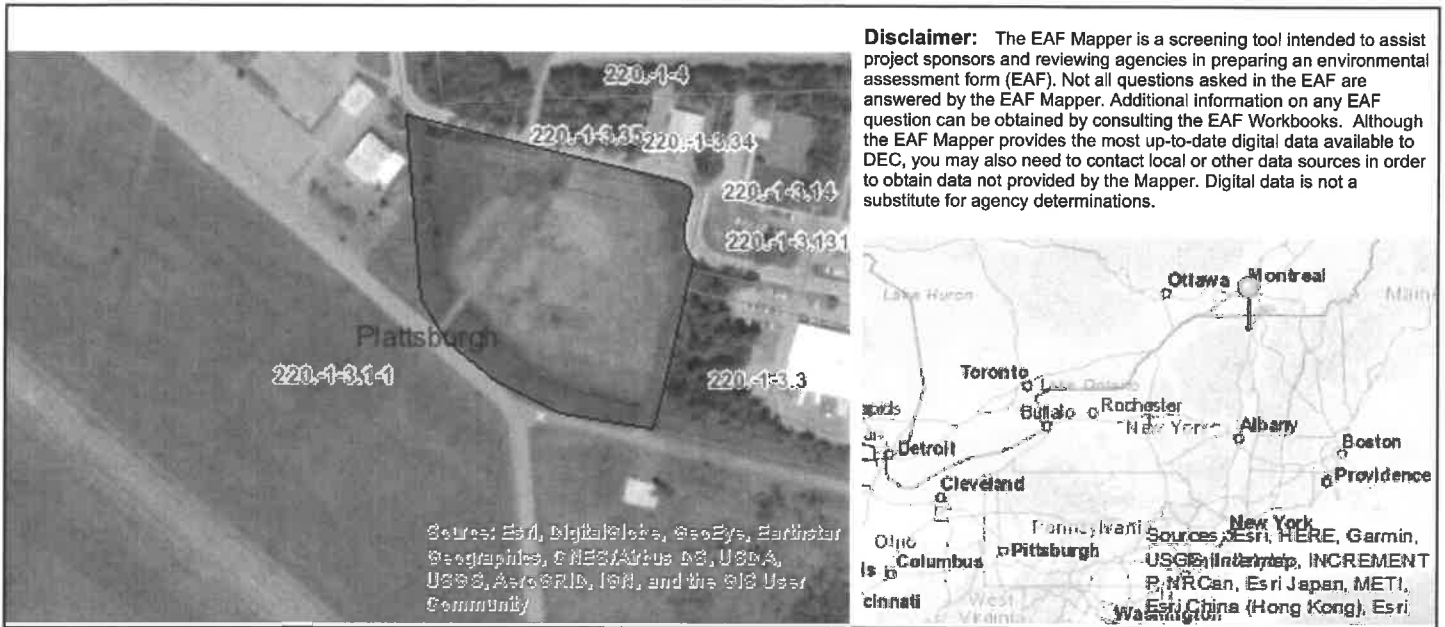 Disclaimer: The EAF Mapper is a screening tool intended to assist
project sponsors and reviewing agencies in preparing an environmental
assessment form (EAF). Not all questions asked in the EAF are
answered by the EAF Mapper. Additional information on any EAF
question can be obtained by consulting the EAF Workbooks. Although
the EAF Mapper provides the most up-to-date digital data available to
DEC, you may also need to contact local or other data sources in order
to obtain data not provided by the Mapper. Digital data is not a
substitute for agency determinations.
220.-1-4
220.-1-3.35
220.-1-3.34
220.-1-3.14
220.-1-3.131
Plattsburgh
220.-1-3.1-1
220.-1-3.3
Sources: Esri, DigitalGlobe, GeoEye, Earthstar
Geographics, CNES/Airbus DS, USDA,
USGS, AeroGRID, IGN, and the GIS User
Community
Ottawa
Montreal
Lake Huron
Toronto
Lake Ontario
Buffalo
Rochester
New York
Albany
Detroit
Boston
Providence
Cleveland
New York
Pittsburgh
Columbus
cinnati
West
Virginia
Washington
Sources: Esri, HERE, Garmin,
USGS, Intermap, INCREMENT
P, NRCan, Esri Japan, METI,
Esri China (Hong Kong), Esri